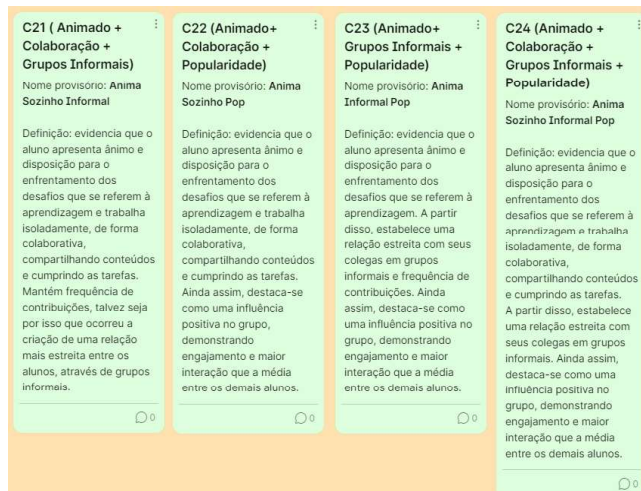 C21 ( Animado +
Colaboração +
Grupos Informais)
Nome provisório: Anima
Sozinho Informal
Definição: evidencia que o
aluno apresenta ânimo e
disposição para o
enfrentamento dos
desafios que se referem à
aprendizagem e trabalha
isoladamente, de forma
colaborativa,
compartilhando conteúdos
e cumprindo as tarefas.
Mantém frequência de
contribuições, talvez seja
por isso que ocorreu a
criação de uma relação
mais estreita entre os
alunos, através de grupos
informais.
0
C22 (Animado+
Colaboração +
Popularidade)
Nome provisório: Anima
Sozinho Pop
Definição: evidencia que o
aluno apresenta ânimo e
disposição para o
enfrentamento dos
desafios que se referem à
aprendizagem e trabalha
isoladamente, de forma
colaborativa,
compartilhando conteúdos
e cumprindo as tarefas.
Ainda assim, destaca-se
como uma influência
positiva no grupo,
demonstrando
engajamento e maior
interação que a média
entre os demais alunos.
0
C23 (Animado+
Grupos Informais +
Popularidade)
Nome provisório: Anima
Informal Pop
Definição: evidencia que o
aluno apresenta ânimo e
disposição para o
enfrentamento dos
desafios que se referem à
aprendizagem. A partir
disso, estabelece uma
relação estreita com seus
colegas em grupos
informais e frequência de
contribuições. Ainda
assim, destaca-se como
uma influência positiva no
grupo, demonstrando
engajamento e maior
interação que a média
entre os demais alunos.
0
C24 (Animado +
Colaboração +
Grupos Informais +
Popularidade)
Nome provisório: Anima
Sozinho Informal Pop
Definição: evidencia que o
aluno apresenta ânimo e
disposição para o
enfrentamento dos
desafios que se referem à
aprendizagem e trabalha
isoladamente, de forma
colaborativa,
compartilhando conteúdos
e cumprindo as tarefas.
A partir disso, estabelece
uma relação estreita com
seus colegas em grupos
informais. Ainda assim,
destaca-se como uma
influência positiva no
grupo, demonstrando
engajamento e maior
interação que a média
entre os demais alunos.
0